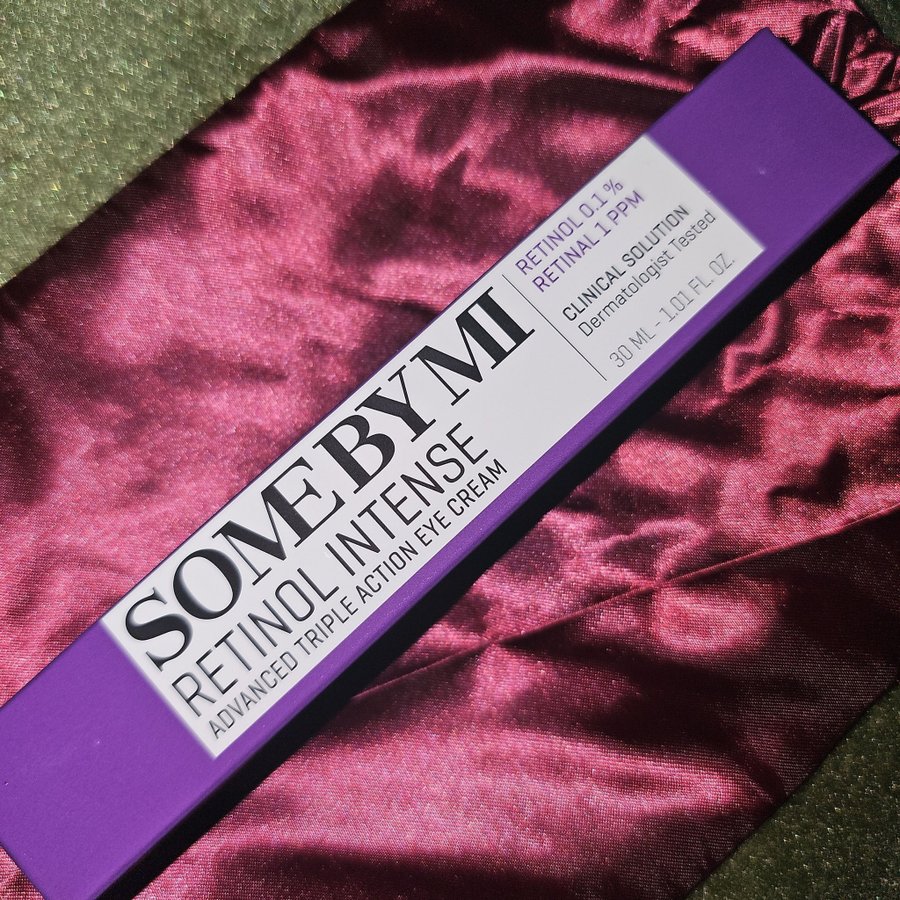 SOME BY MI
RETINOL INTENSE
ADVANCED TRIPLE ACTION EYE CREAM
RETINOL 0.1 %
RETINAL 1 PPM
CLINICAL SOLUTION
Dermatologist Tested
30 ML - 1.01 FL. OZ.